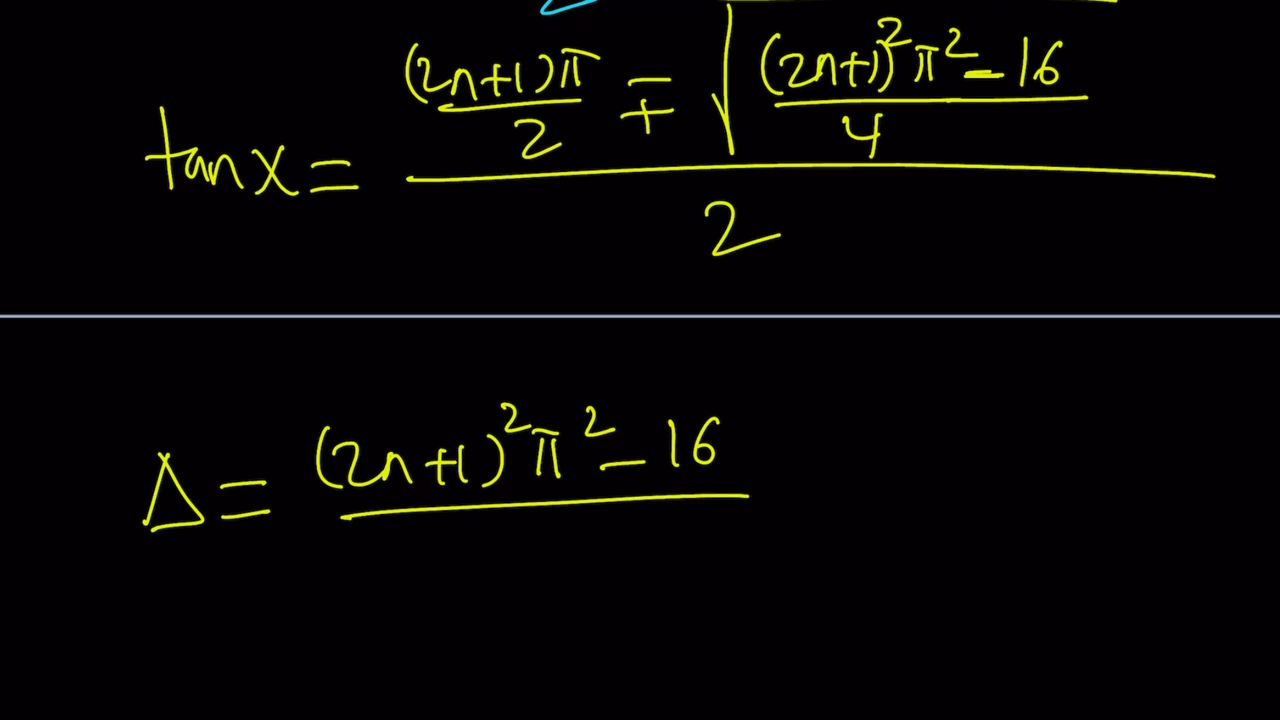 tan x = ((2n+1)π/2 ∓ √(((2n+1)²π² - 16)/4))/2
Δ = (2n+1)²π² - 16